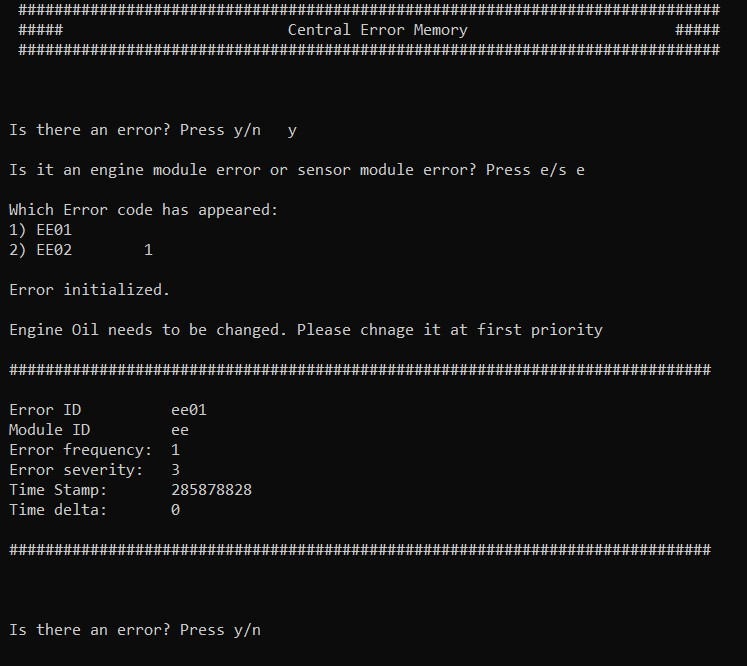 ##############################################################################
##### Central Error Memory #####
##############################################################################
Is there an error? Press y/n y
Is it an engine module error or sensor module error? Press e/s e
Which Error code has appeared:
1) EE01
2) EE02 1
Error initialized.
Engine Oil needs to be changed. Please chnage it at first priority
##############################################################################
Error ID ee01
Module ID ee
Error frequency: 1
Error severity: 3
Time Stamp: 285878828
Time delta: 0
##############################################################################
Is there an error? Press y/n